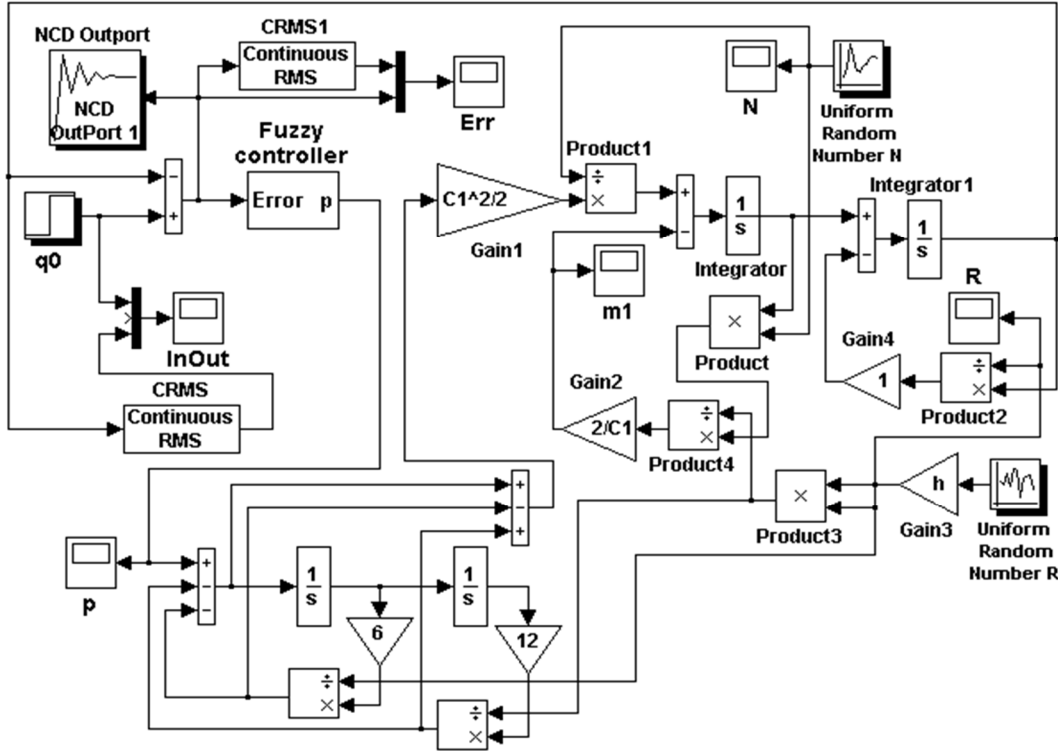 CRMS1
NCD Outport
Continuous
RMS
NCD
OutPort 1
Err
N
Uniform
Random
Number N
Fuzzy
controller
Product1
Integrator1
−
+
Error p
C1^2/2
÷
×
+
−
1
s
+
−
1
s
q0
Gain1
Integrator
R
m1
×
Product
×
InOut
Gain4
CRMS
Gain2
1
÷
×
Product2
Continuous
RMS
2/C1
÷
×
Product4
h
×
Product3
Gain3
Uniform
Random
Number R
+
−
+
p
+
−
−
1
s
1
s
6
12
÷
×
÷
×